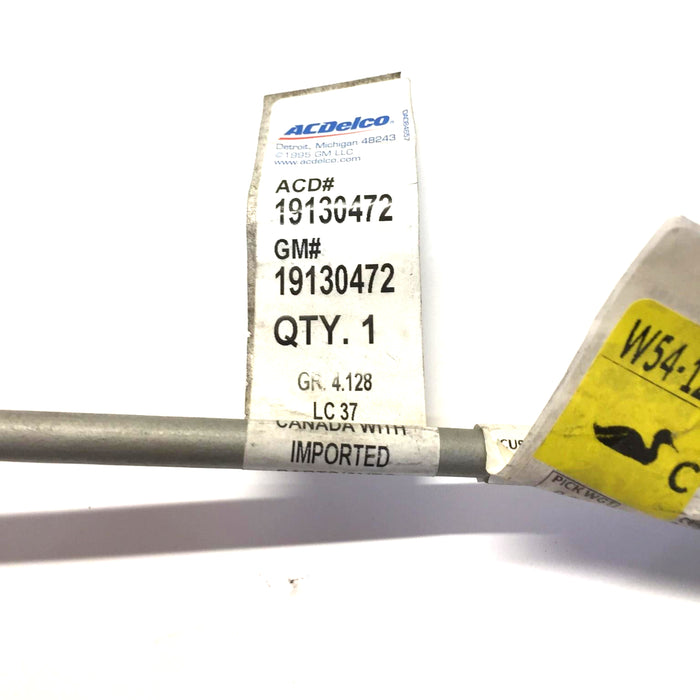 ACDelco
Detroit, Michigan 48243
©1995 GM LLC
www.acdelco.com
ACD#
19130472
GM#
19130472
QTY. 1
GR. 4.128
LC 37
CANADA WITH
IMPORTED
W54-1
C
PICK WGT: